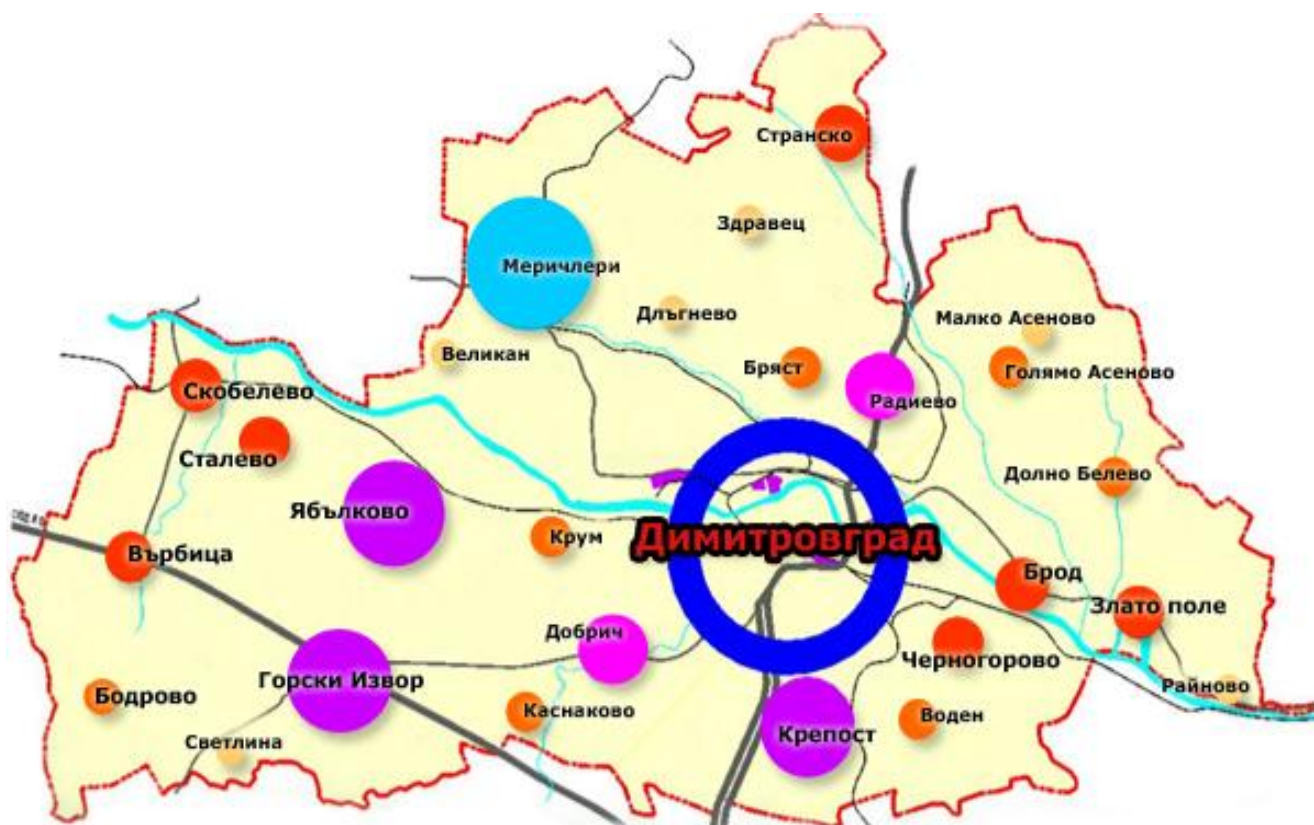 Странско
Здравец
Меричлери
Длъгнево
Малко Асеново
Великан
Бряст
Голямо Асеново
Скобелево
Радиево
Сталево
Долно Белево
Ябълково
Крум
Димитровград
Върбица
Брод
Злато поле
Добрич
Черногорово
Горски Извор
Райново
Бодрово
Каснаково
Воден
Светлина
Крепост